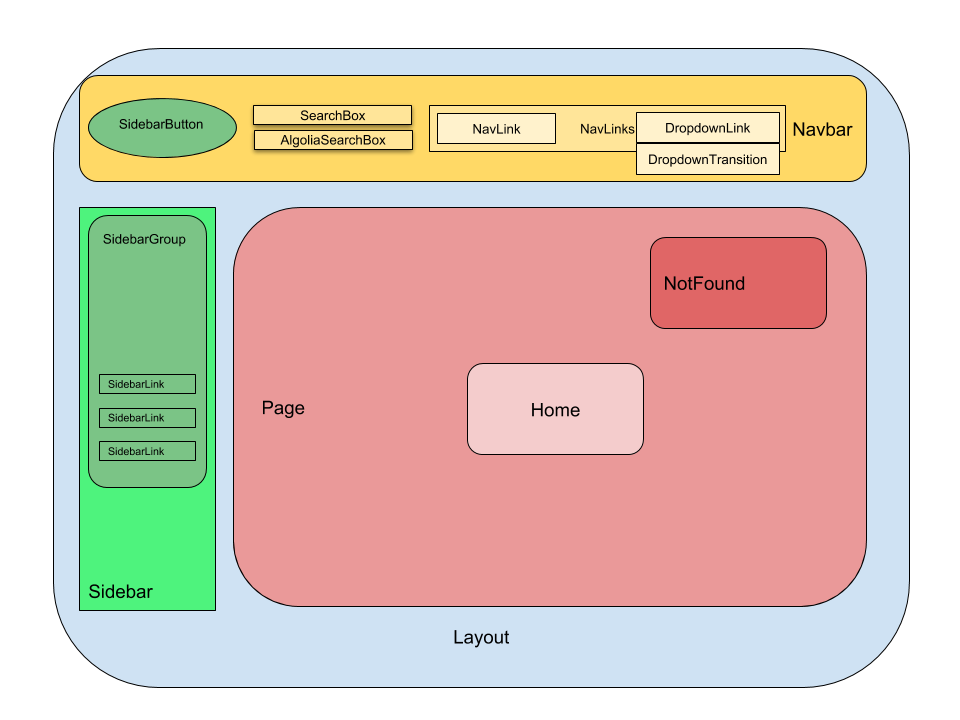 SidebarButton
SearchBox
AlgoliaSearchBox
NavLink
NavLinks
DropdownLink
DropdownTransition
Navbar
SidebarGroup
SidebarLink
SidebarLink
SidebarLink
Sidebar
NotFound
Page
Home
Layout